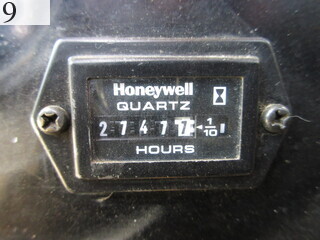 9
Honeywell
QUARTZ
27477 1/10
HOURS